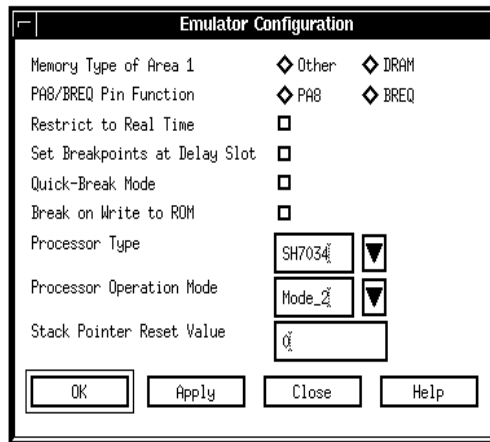 Emulator Configuration
Memory Type of Area 1 Other DRAM
PA8/BREQ Pin Function PA8 BREQ
Restrict to Real Time
Set Breakpoints at Delay Slot
Quick-Break Mode
Break on Write to ROM
Processor Type SH7034
Processor Operation Mode Mode_2
Stack Pointer Reset Value 0
OK Apply Close Help